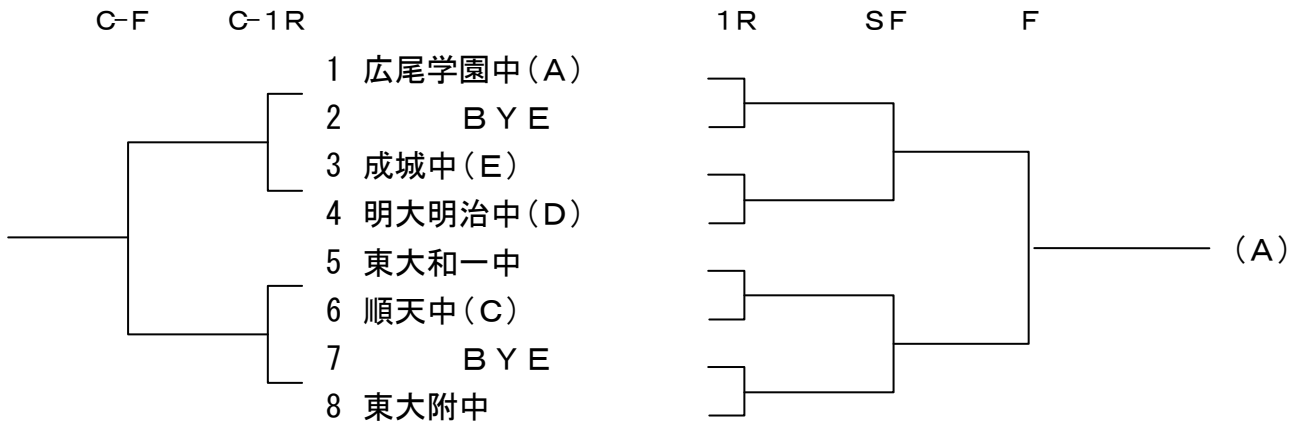 C-F C-1R 1R SF F
1 広尾学園中(A)
2 BYE
3 成城中(E)
4 明大明治中(D)
5 東大和一中
(A)
6 順天中(C)
7 BYE
8 東大附中